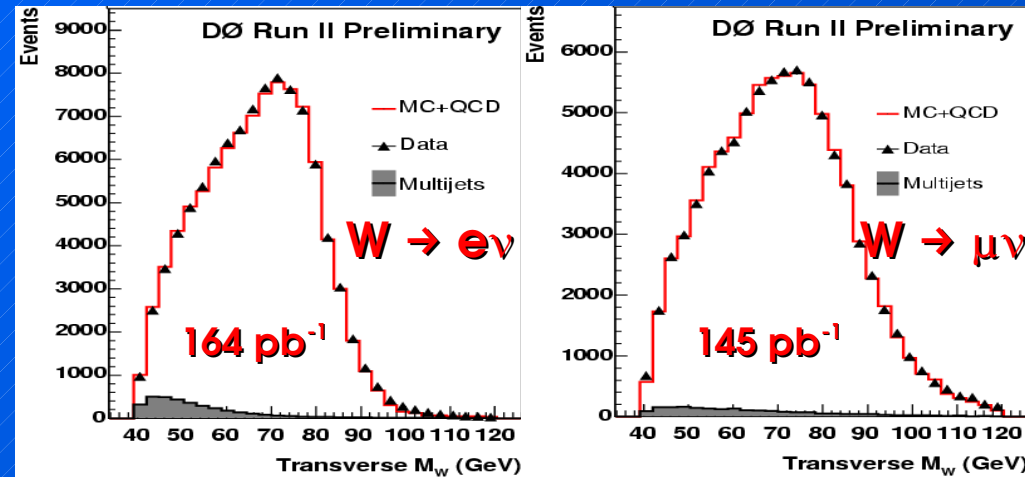 Events
DØ Run II Preliminary
9000
8000
7000
6000
5000
4000
3000
2000
1000
0
MC+QCD
Data
Multijets
W → eν
164 pb⁻¹
40 50 60 70 80 90 100 110 120
Transverse M_W (GeV)
Events
DØ Run II Preliminary
6000
5000
4000
3000
2000
1000
0
MC+QCD
Data
Multijets
W → μν
145 pb⁻¹
40 50 60 70 80 90 100 110 120
Transverse M_W (GeV)